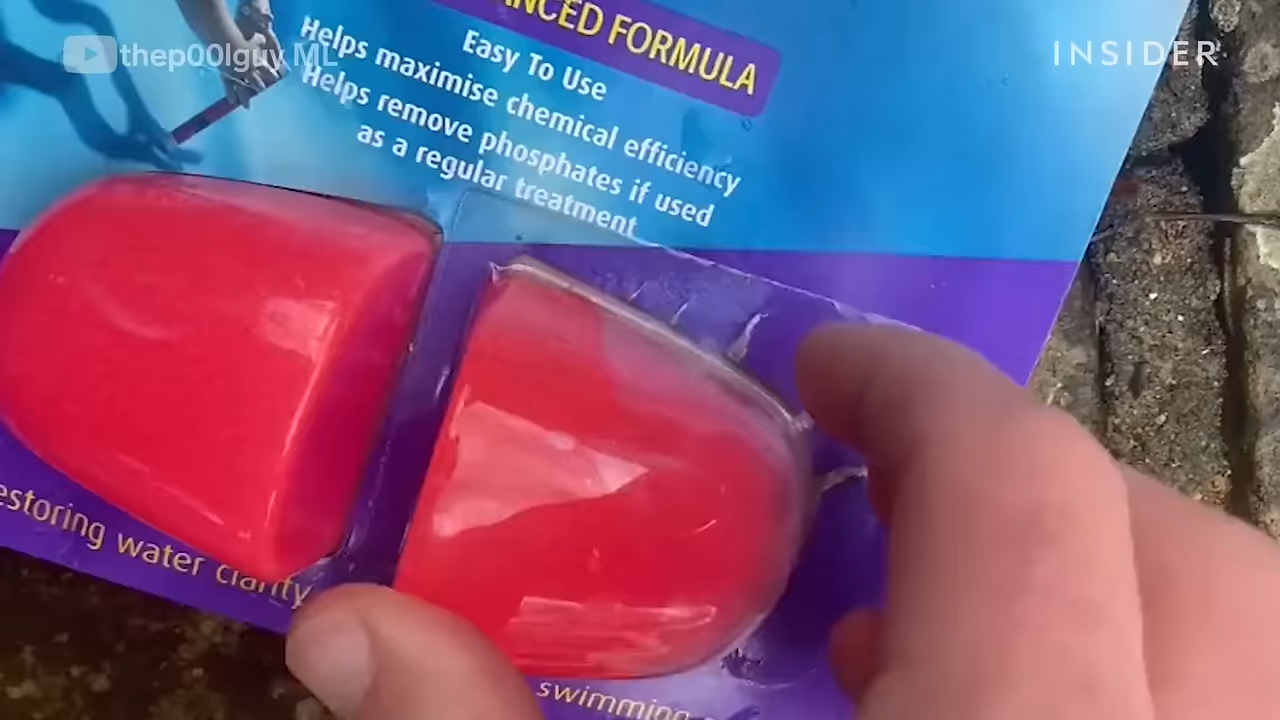 thep00lguy ML
INSIDER
ANCED FORMULA
Easy To Use
Helps maximise chemical efficiency
Helps remove phosphates if used
as a regular treatment
estoring water clarity
swimming